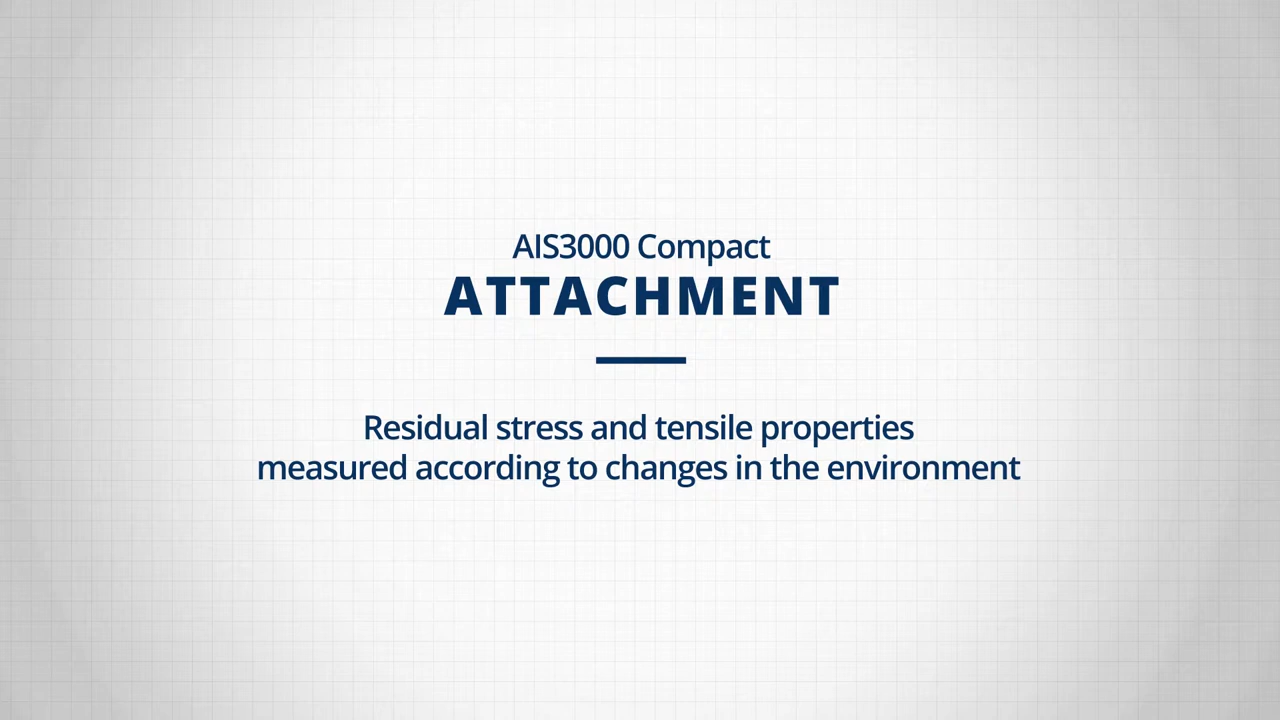 AIS3000 Compact
ATTACHMENT
Residual stress and tensile properties
measured according to changes in the environment